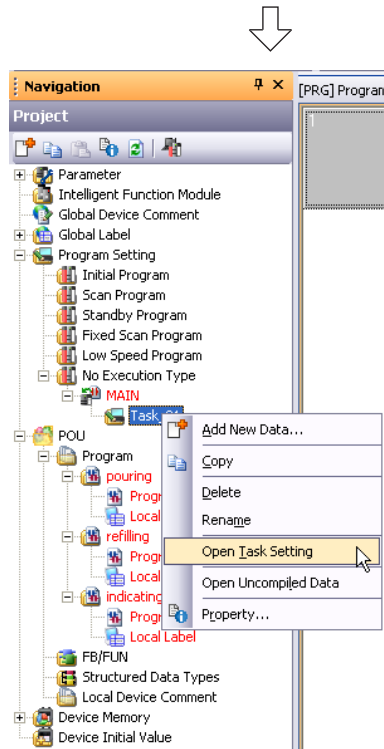 Navigation
[PRG] Program
Project
1
Parameter
Intelligent Function Module
Global Device Comment
Global Label
Program Setting
Initial Program
Scan Program
Standby Program
Fixed Scan Program
Low Speed Program
No Execution Type
MAIN
Task_01
Add New Data...
POU
Program
Copy
pouring
Progr
Delete
Local
Rename
refilling
Progr
Open Task Setting
Local
Open Uncompiled Data
indicating
Progr
Property...
Local Label
FB/FUN
Structured Data Types
Local Device Comment
Device Memory
Device Initial Value